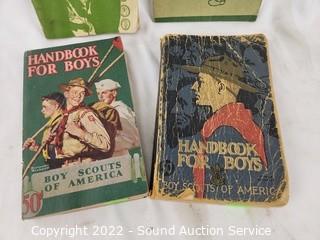 HANDBOOK
FOR BOYS
BOY SCOUTS
OF AMERICA
50¢
HANDBOOK
FOR BOYS
BOY SCOUTS OF AMERICA
Copyright © 2022 - Sound Auction Service